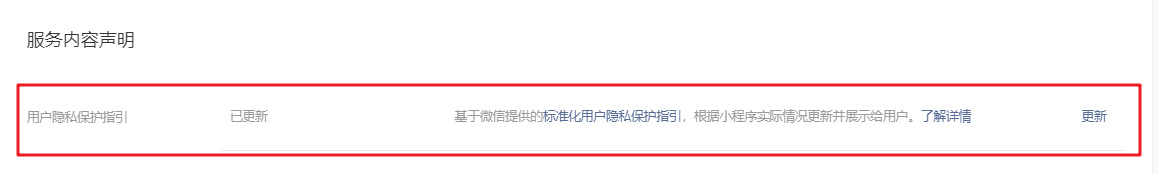 服务内容声明
用户隐私保护指引 已更新 基于微信提供的标准化用户隐私保护指引，根据小程序实际情况更新并展示给用户。了解详情 更新